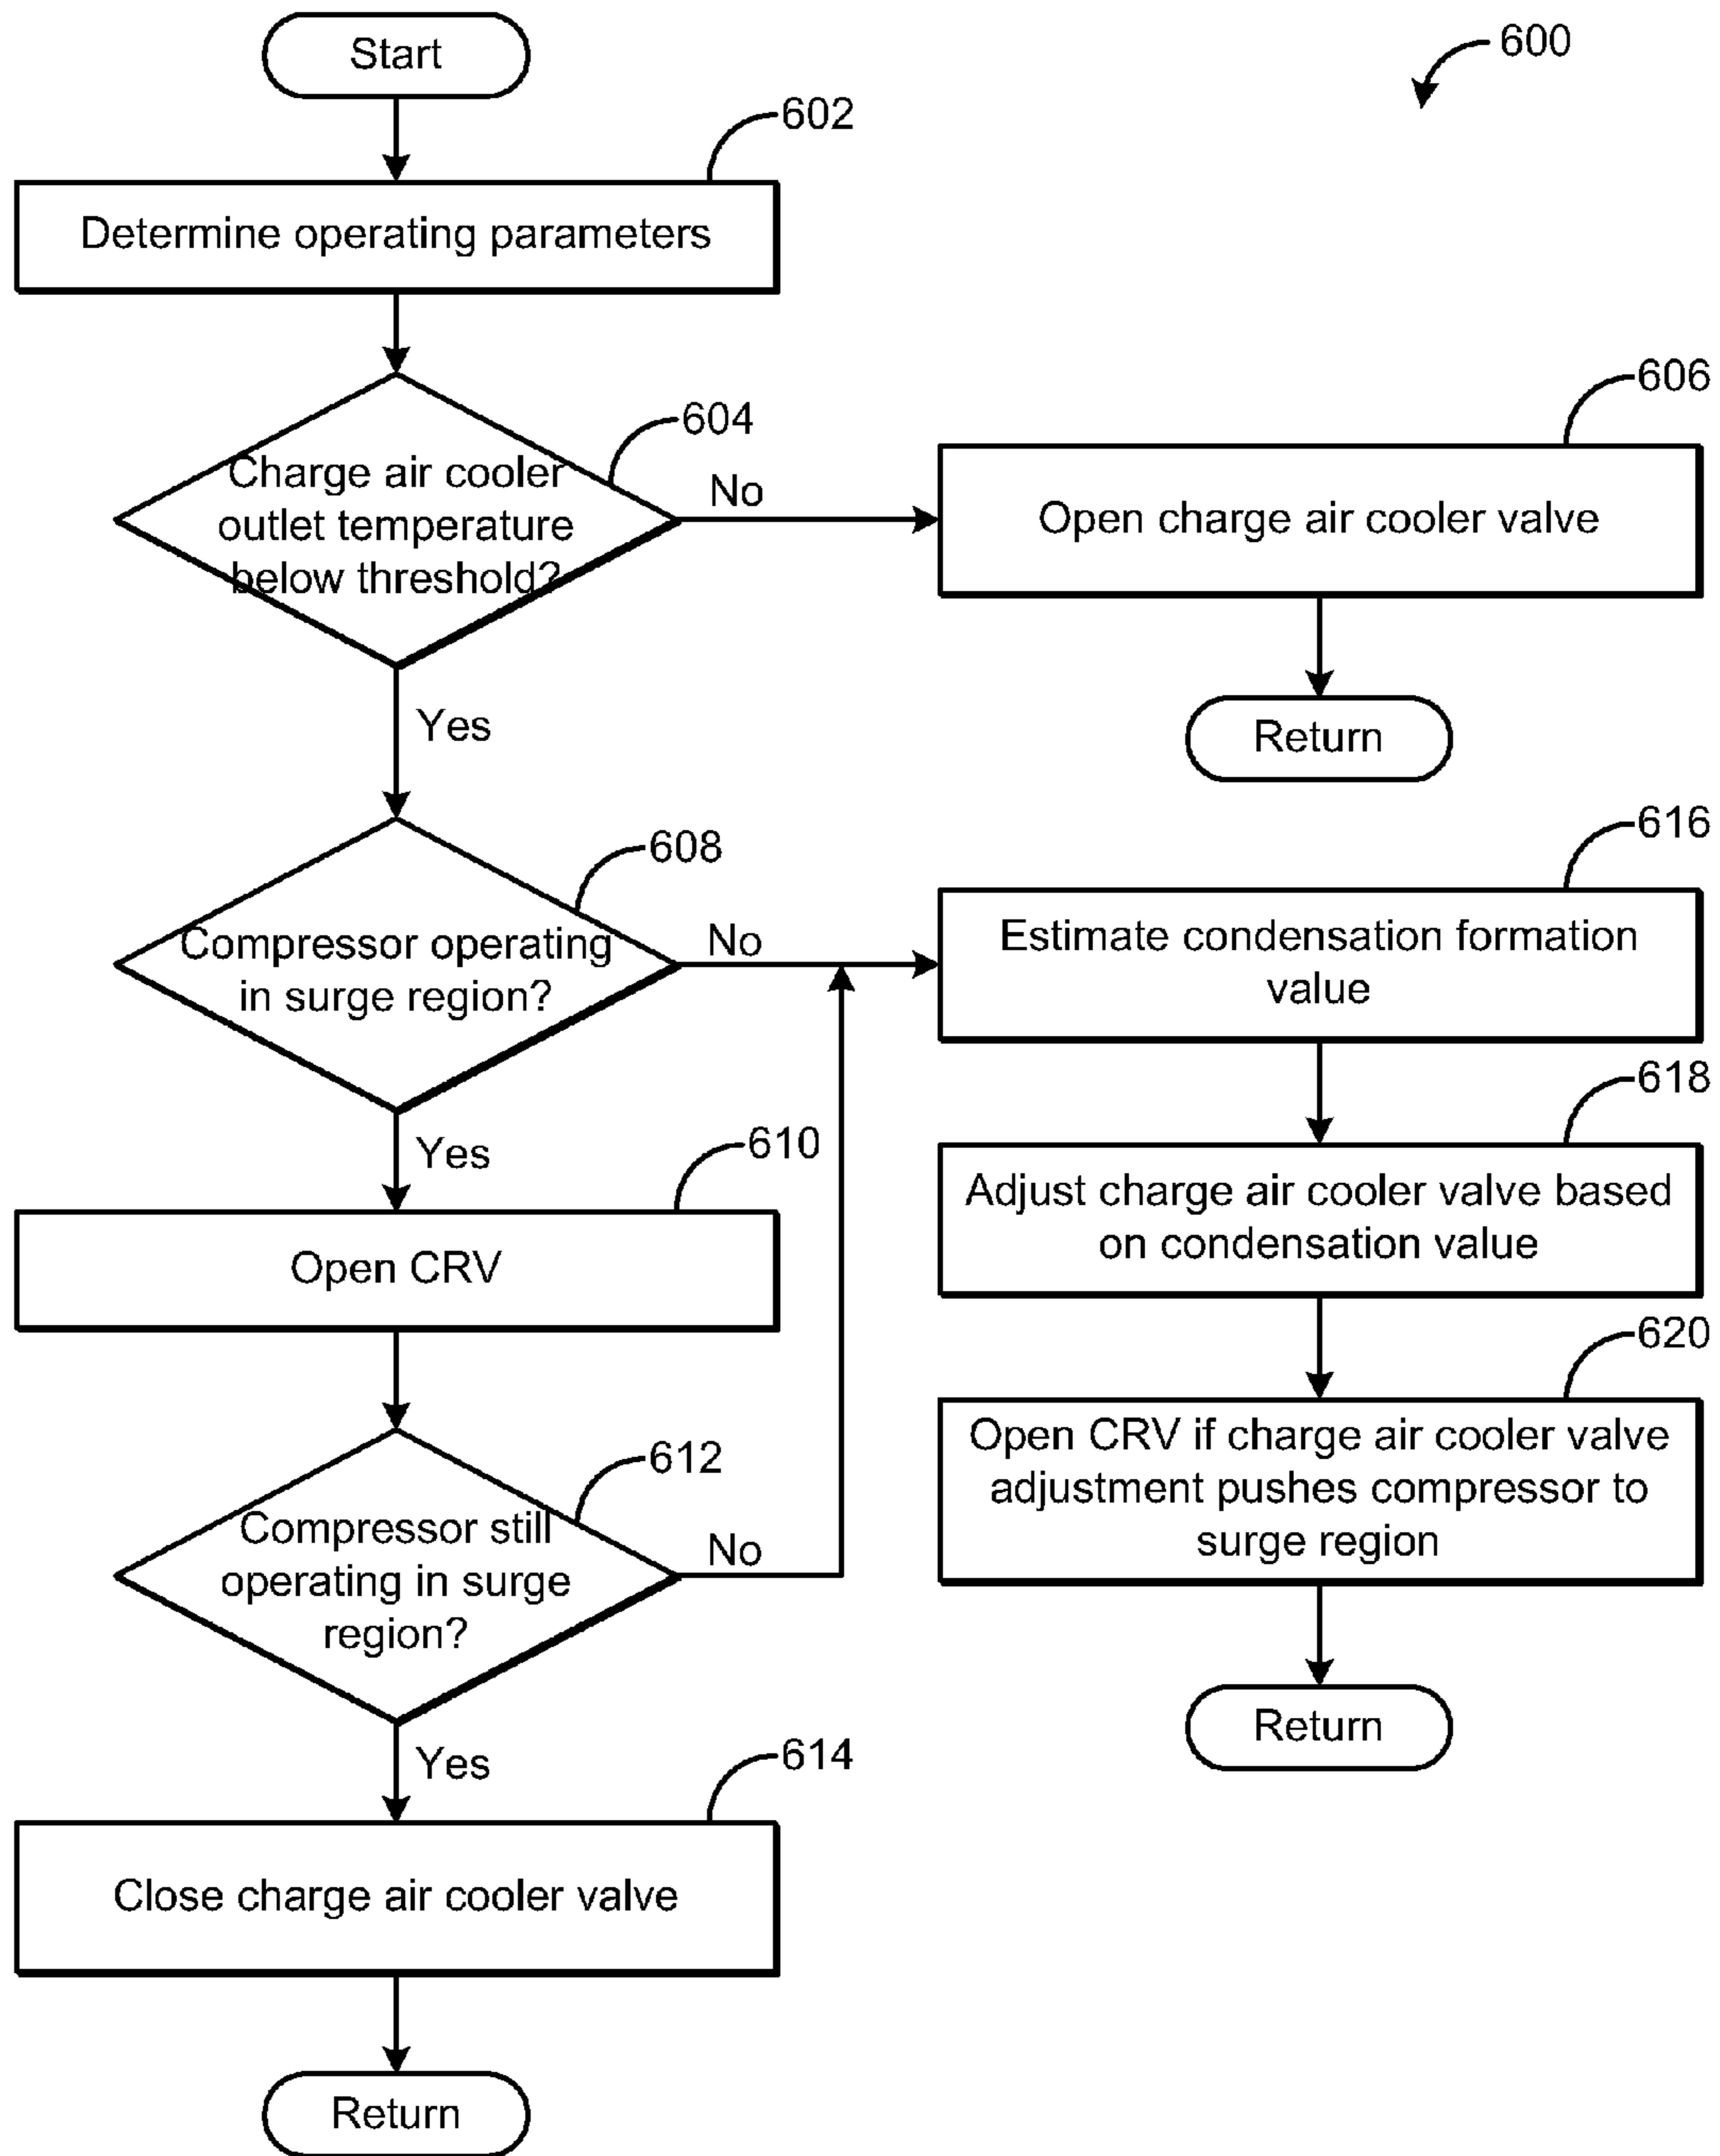 Start
600
602
Determine operating parameters
604
Charge air cooler
outlet temperature
below threshold?
No
606
Open charge air cooler valve
Return
Yes
608
Compressor operating
in surge region?
No
616
Estimate condensation formation
value
618
Adjust charge air cooler valve based
on condensation value
620
Open CRV if charge air cooler valve
adjustment pushes compressor to
surge region
Return
Yes
610
Open CRV
612
Compressor still
operating in surge
region?
No
Yes
614
Close charge air cooler valve
Return